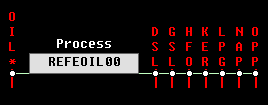 OIL*
Process
REFEOIL00
DSL
GSL
HFO
KER
LPG
NAP
OPP